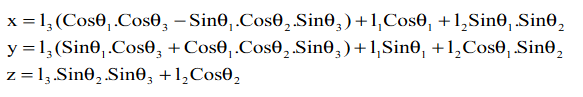 x = l₃(Cosθ₁.Cosθ₃ − Sinθ₁.Cosθ₂.Sinθ₃) + l₁Cosθ₁ + l₂Sinθ₁.Sinθ₂
y = l₃(Sinθ₁.Cosθ₃ + Cosθ₁.Cosθ₂.Sinθ₃) + l₁Sinθ₁ + l₂Cosθ₁.Sinθ₂
z = l₃.Sinθ₂.Sinθ₃ + l₂Cosθ₂